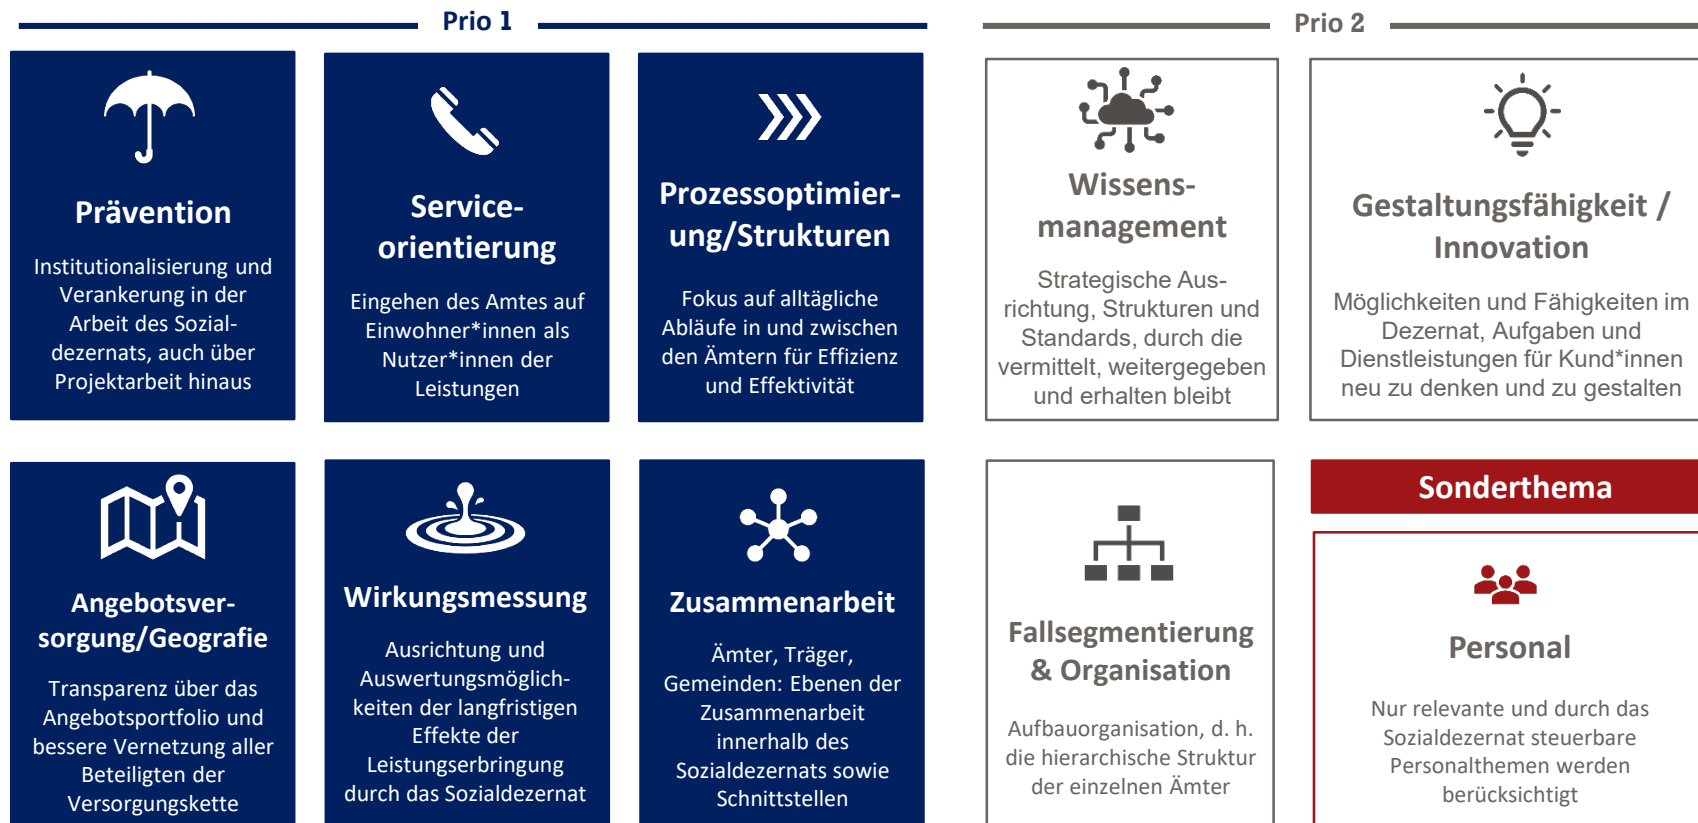 Prio 1
Prävention
Institutionalisierung und
Verankerung in der
Arbeit des Sozial-
dezernats, auch über
Projektarbeit hinaus
Service-
orientierung
Eingehen des Amtes auf
Einwohner*innen als
Nutzer*innen der
Leistungen
Prozessoptimier-
ung/Strukturen
Fokus auf alltägliche
Abläufe in und zwischen
den Ämtern für Effizienz
und Effektivität
Angebotsver-
sorgung/Geografie
Transparenz über das
Angebotsportfolio und
bessere Vernetzung aller
Beteiligten der
Versorgungskette
Wirkungsmessung
Ausrichtung und
Auswertungsmöglich-
keiten der langfristigen
Effekte der
Leistungserbringung
durch das Sozialdezernat
Zusammenarbeit
Ämter, Träger,
Gemeinden: Ebenen der
Zusammenarbeit
innerhalb des
Sozialdezernats sowie
Schnittstellen
Prio 2
Wissens-
management
Strategische Aus-
richtung, Strukturen und
Standards, durch die
vermittelt, weitergegeben
und erhalten bleibt
Gestaltungsfähigkeit /
Innovation
Möglichkeiten und Fähigkeiten im
Dezernat, Aufgaben und
Dienstleistungen für Kund*innen
neu zu denken und zu gestalten
Fallsegmentierung
& Organisation
Aufbauorganisation, d. h.
die hierarchische Struktur
der einzelnen Ämter
Sonderthema
Personal
Nur relevante und durch das
Sozialdezernat steuerbare
Personalthemen werden
berücksichtigt